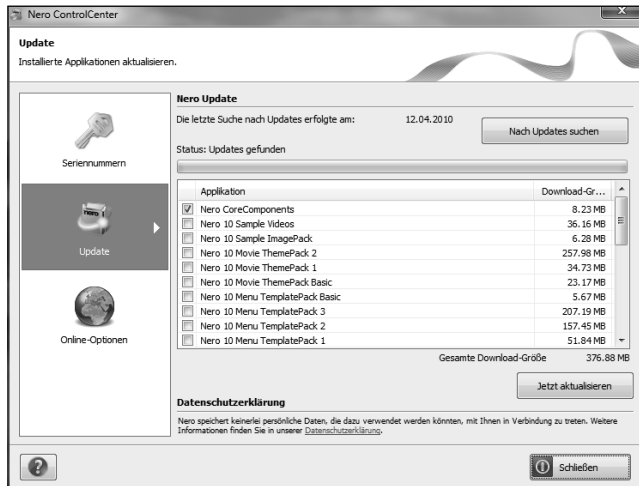 Nero ControlCenter
Update
Installierte Applikationen aktualisieren.
Seriennummern
Update
Online-Optionen
Nero Update
Die letzte Suche nach Updates erfolgte am: 12.04.2010
Nach Updates suchen
Status: Updates gefunden
Applikation Download-Gr...
Nero CoreComponents 8.23 MB
Nero 10 Sample Videos 36.16 MB
Nero 10 Sample ImagePack 6.28 MB
Nero 10 Movie ThemePack 2 257.98 MB
Nero 10 Movie ThemePack 1 34.73 MB
Nero 10 Movie ThemePack Basic 23.17 MB
Nero 10 Menu TemplatePack Basic 5.67 MB
Nero 10 Menu TemplatePack 3 207.19 MB
Nero 10 Menu TemplatePack 2 157.45 MB
Nero 10 Menu TemplatePack 1 51.84 MB
Gesamte Download-Größe 376.88 MB
Jetzt aktualisieren
Datenschutzerklärung
Nero speichert keinerlei persönliche Daten, die dazu verwendet werden könnten, mit Ihnen in Verbindung zu treten. Weitere
Informationen finden Sie in unserer Datenschutzerklärung.
Schließen